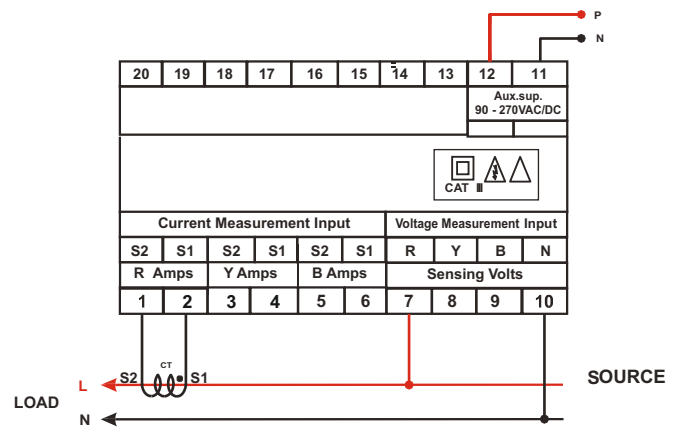 P
N
20 19 18 17 16 15 14 13 12 11
Aux.sup.
90 - 270VAC/DC
CAT III
Current Measurement Input Voltage Measurement Input
S2 S1 S2 S1 S2 S1 R Y B N
R Amps Y Amps B Amps Sensing Volts
1 2 3 4 5 6 7 8 9 10
CT
S2 S1
L
SOURCE
LOAD
N